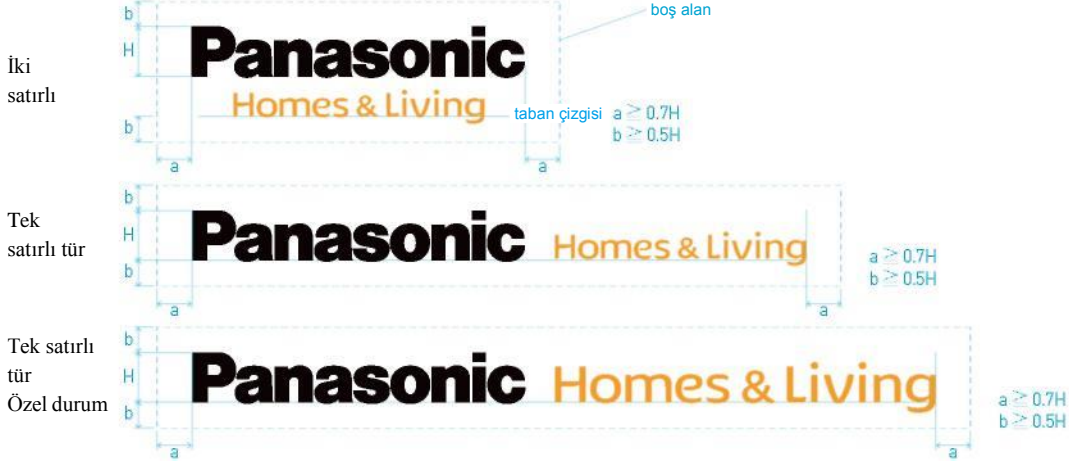 b
boş alan
H
Panasonic
İki
satırlı
Homes & Living
b
taban çizgisi
a ≧ 0.7H
b ≧ 0.5H
a
a
b
Tek
satırlı tür
H
Panasonic Homes & Living
b
a ≧ 0.7H
b ≧ 0.5H
a
a
b
Tek satırlı
tür
Özel durum
H
Panasonic Homes & Living
b
a ≧ 0.7H
b ≧ 0.5H
a
a